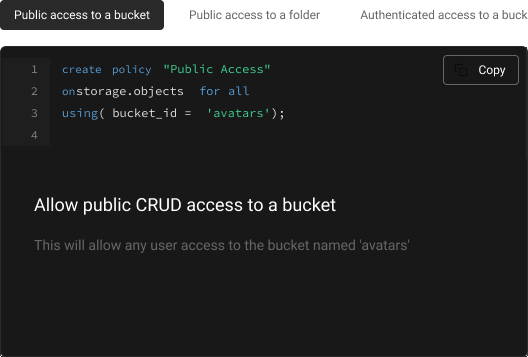 Public access to a bucket
Public access to a folder
Authenticated access to a buck
Copy
1 create policy "Public Access"
2 onstorage.objects for all
3 using( bucket_id = 'avatars');
4
Allow public CRUD access to a bucket
This will allow any user access to the bucket named 'avatars'